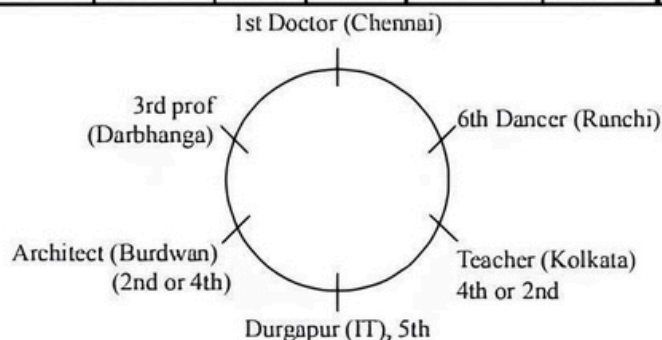 1st Doctor (Chennai)
3rd prof
(Darbhanga)
6th Dancer (Ranchi)
Architect (Burdwan)
(2nd or 4th)
Teacher (Kolkata)
4th or 2nd
Durgapur (IT), 5th